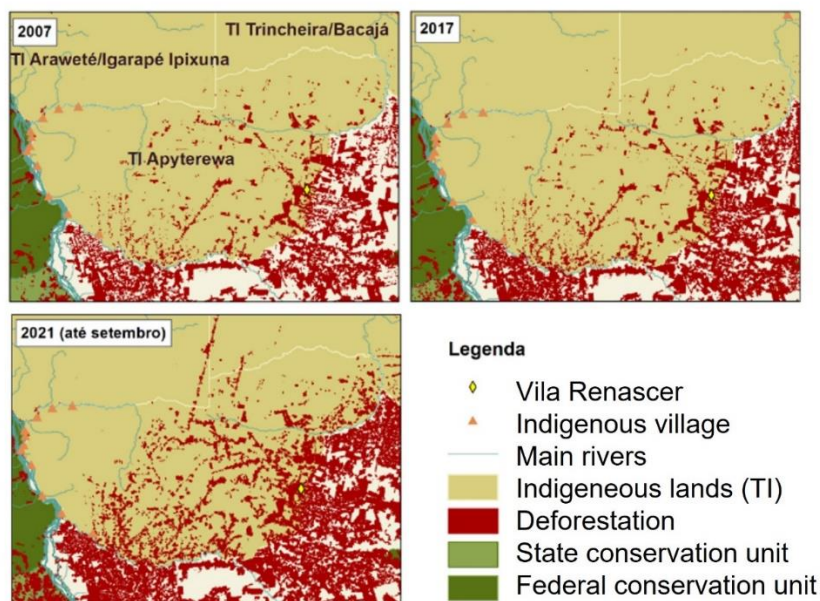 2007
TI Trincheira/Bacajá
TI Araweté/Igarapé Ipixuna
TI Apyterewa
2017
2021 (até setembro)
Legenda
Vila Renascer
Indigenous village
Main rivers
Indigeneous lands (TI)
Deforestation
State conservation unit
Federal conservation unit